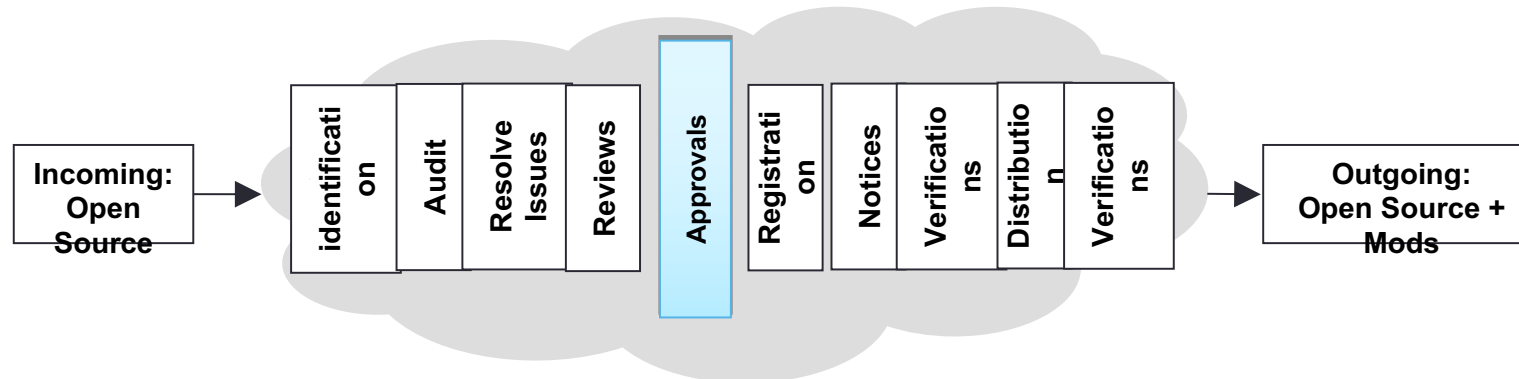 Incoming:
Open
Source
identificati
on
Audit
Resolve
Issues
Reviews
Approvals
Registrati
on
Notices
Verificatio
ns
Distributio
n
Verificatio
ns
Outgoing:
Open Source +
Mods